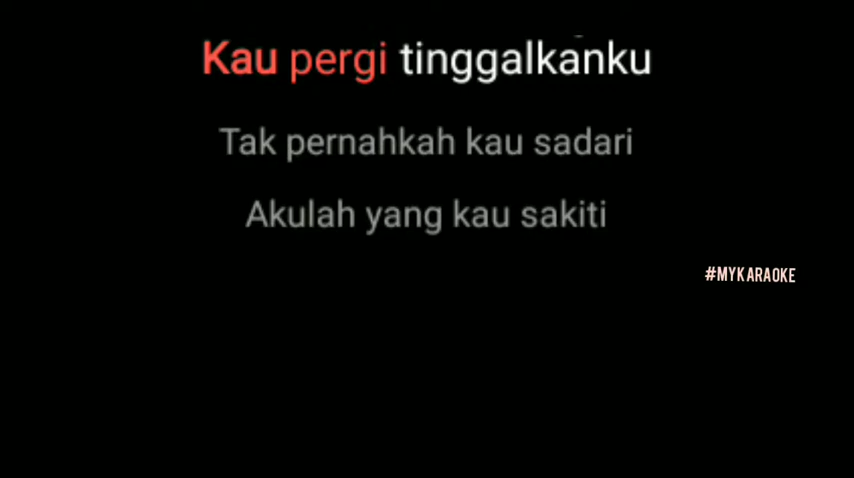 Kau pergi tinggalkanku
Tak pernahkah kau sadari
Akulah yang kau sakiti
#MYKARAOKE